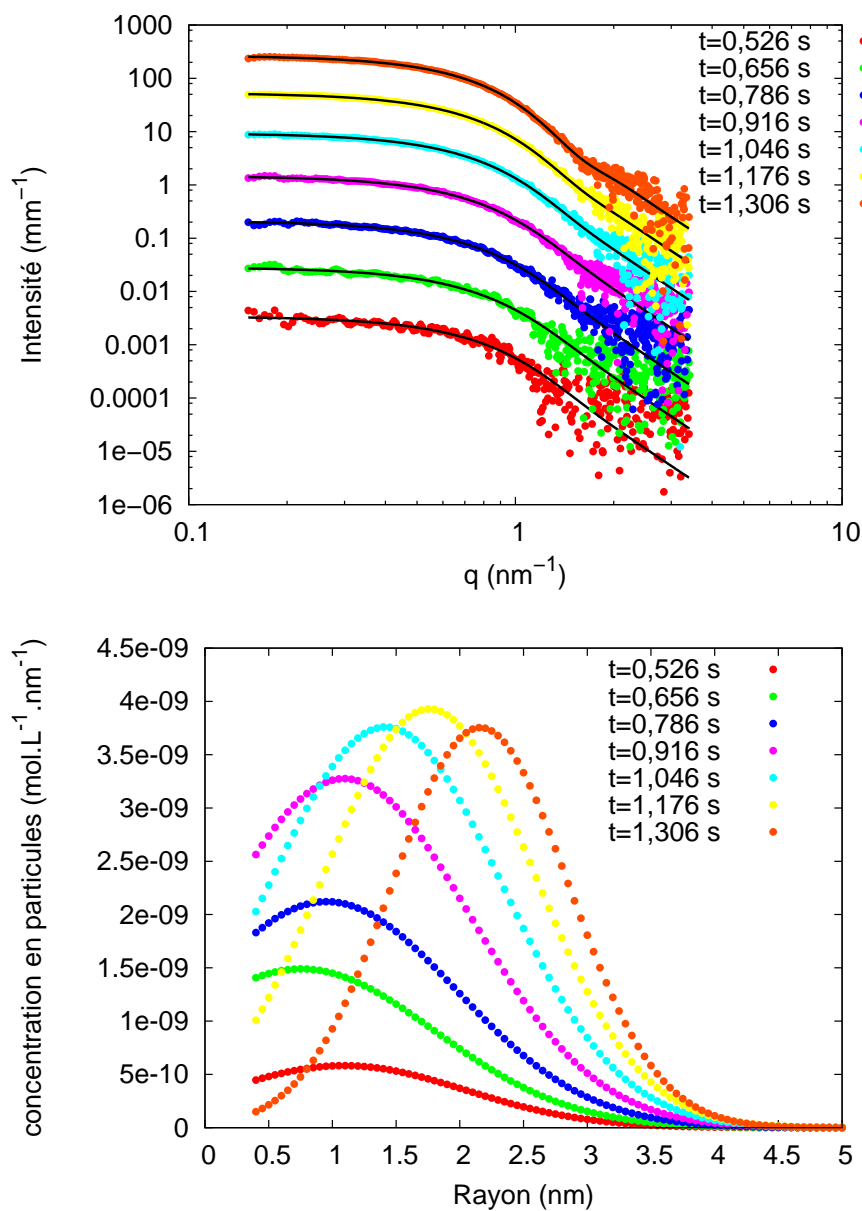 1000
100
10
1
0.1
0.01
0.001
0.0001
1e−05
1e−06
0.1
1
10
Intensité (mm−1)
q (nm−1)
t=0,526 s
t=0,656 s
t=0,786 s
t=0,916 s
t=1,046 s
t=1,176 s
t=1,306 s
4.5e-09
4e-09
3.5e-09
3e-09
2.5e-09
2e-09
1.5e-09
1e-09
5e-10
0
0 0.5 1 1.5 2 2.5 3 3.5 4 4.5 5
concentration en particules (mol.L-1.nm-1)
Rayon (nm)
t=0,526 s
t=0,656 s
t=0,786 s
t=0,916 s
t=1,046 s
t=1,176 s
t=1,306 s